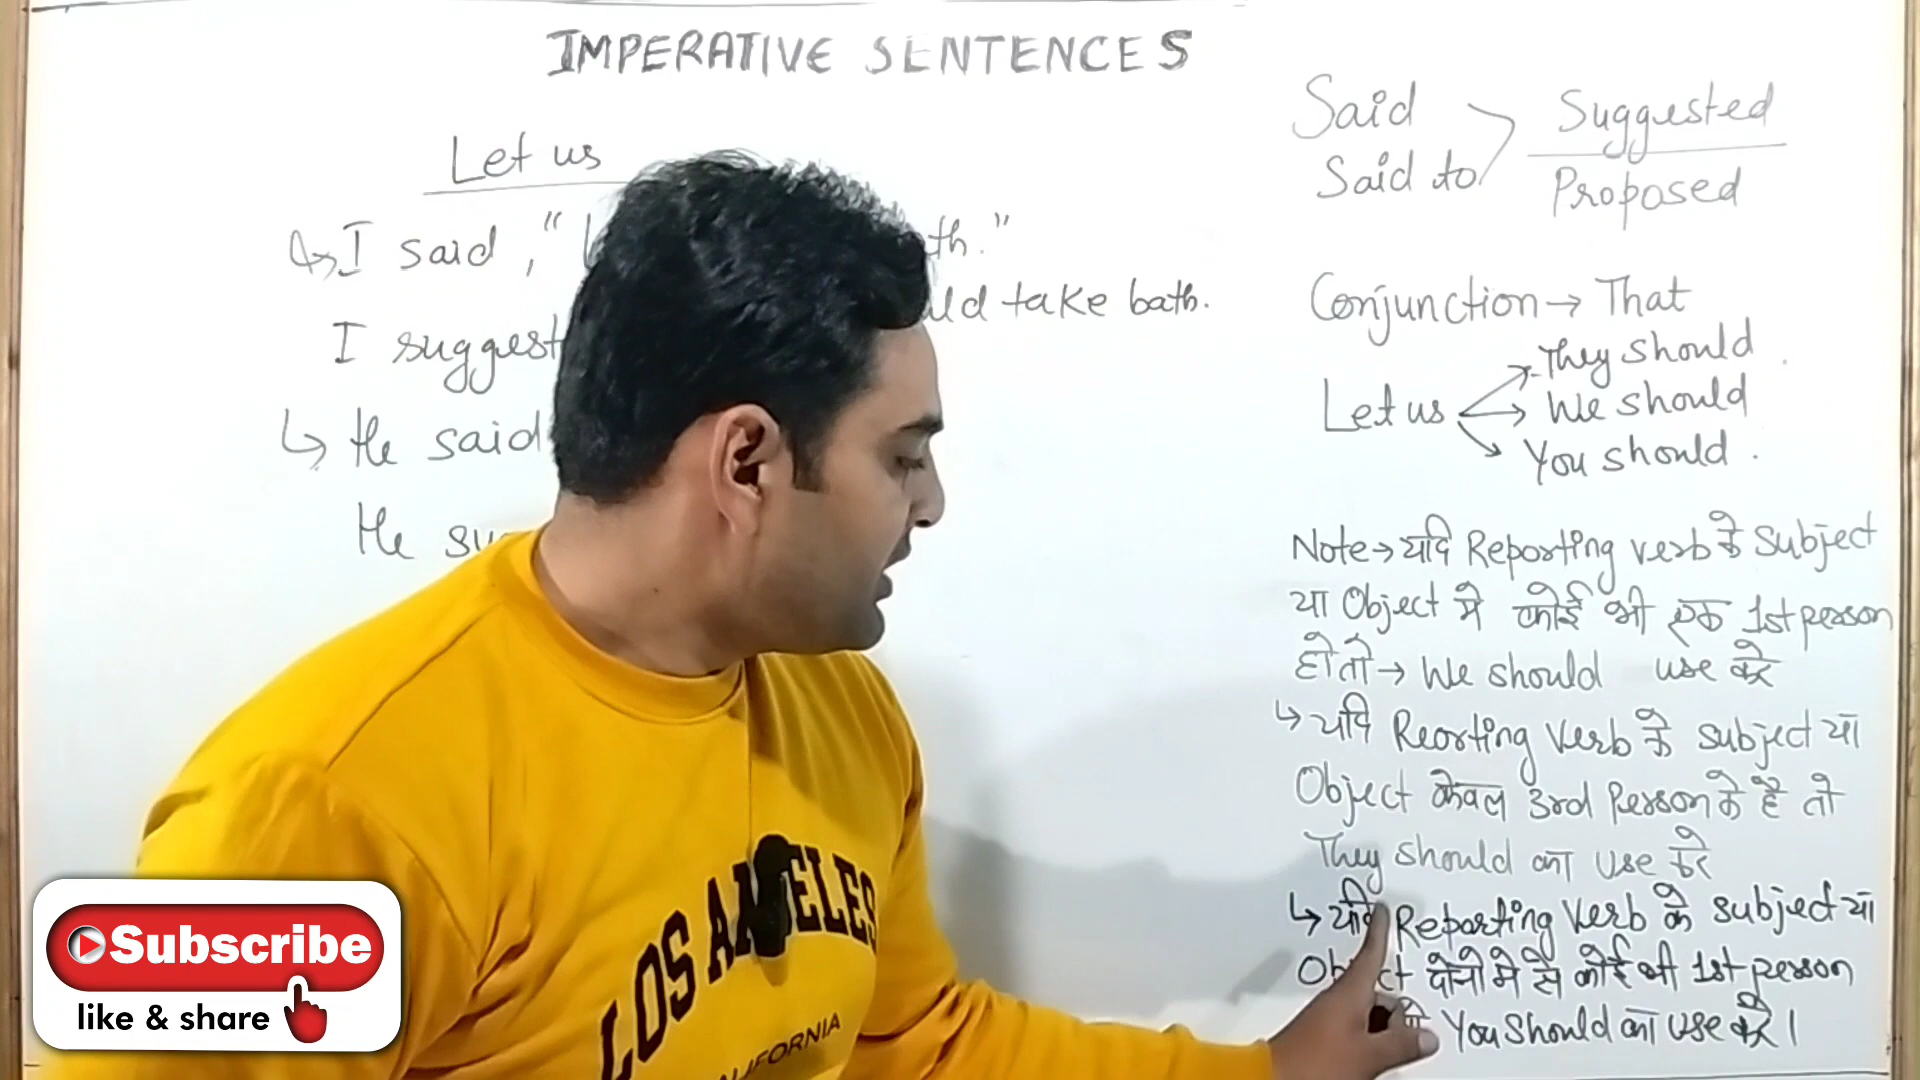 IMPERATIVE SENTENCES
Let us
↳ I said, " th."
I suggest ld take bath.
↳ He said
He su
Said
Said to
Suggested
Proposed
Conjunction → That
Let us
They should
We should
You should .
Note → यदि Reporting verb के Subject
या Object मे कोई भी एक 1st person
हो तो → We should use करे
↳ यदि Reorting Verb के subject या
Object केवल 3rd Person के है तो
They should का use करे
↳ यदि Reporting Verb के subject या
Object दोनो मे से कोई भी 1st person
You should का use करे ।
LOS ANGELES
CALIFORNIA
Subscribe
like & share